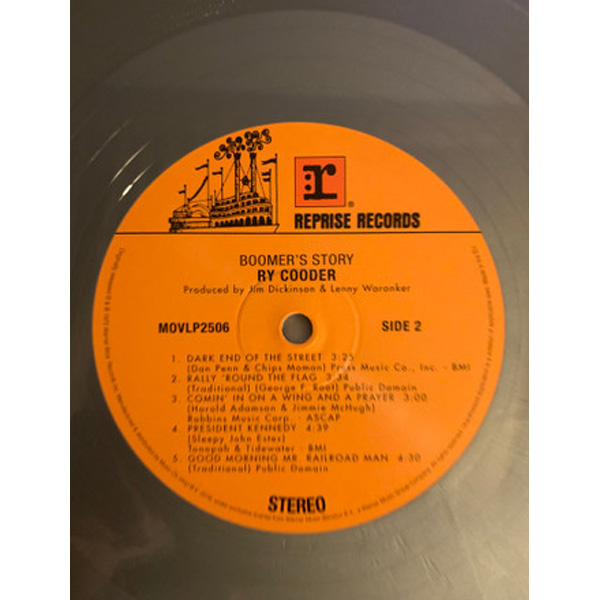 r®
REPRISE RECORDS
BOOMER'S STORY
RY COODER
Produced by Jim Dickinson & Lenny Waronker
MOVLP2506
SIDE 2
1. DARK END OF THE STREET 3:25
(Dan Penn & Chips Moman) Press Music Co., Inc. - BMI
2. RALLY 'ROUND THE FLAG 3:34
(Traditional) (George F. Root) Public Domain
3. COMIN' IN ON A WING AND A PRAYER 3:00
(Harold Adamson & Jimmie McHugh)
Robbins Music Corp. - ASCAP
4. PRESIDENT KENNEDY 4:39
(Sleepy John Estes)
Tonopah & Tidewater - BMI
5. GOOD MORNING MR. RAILROAD MAN 4:30
(Traditional) Public Domain
STEREO